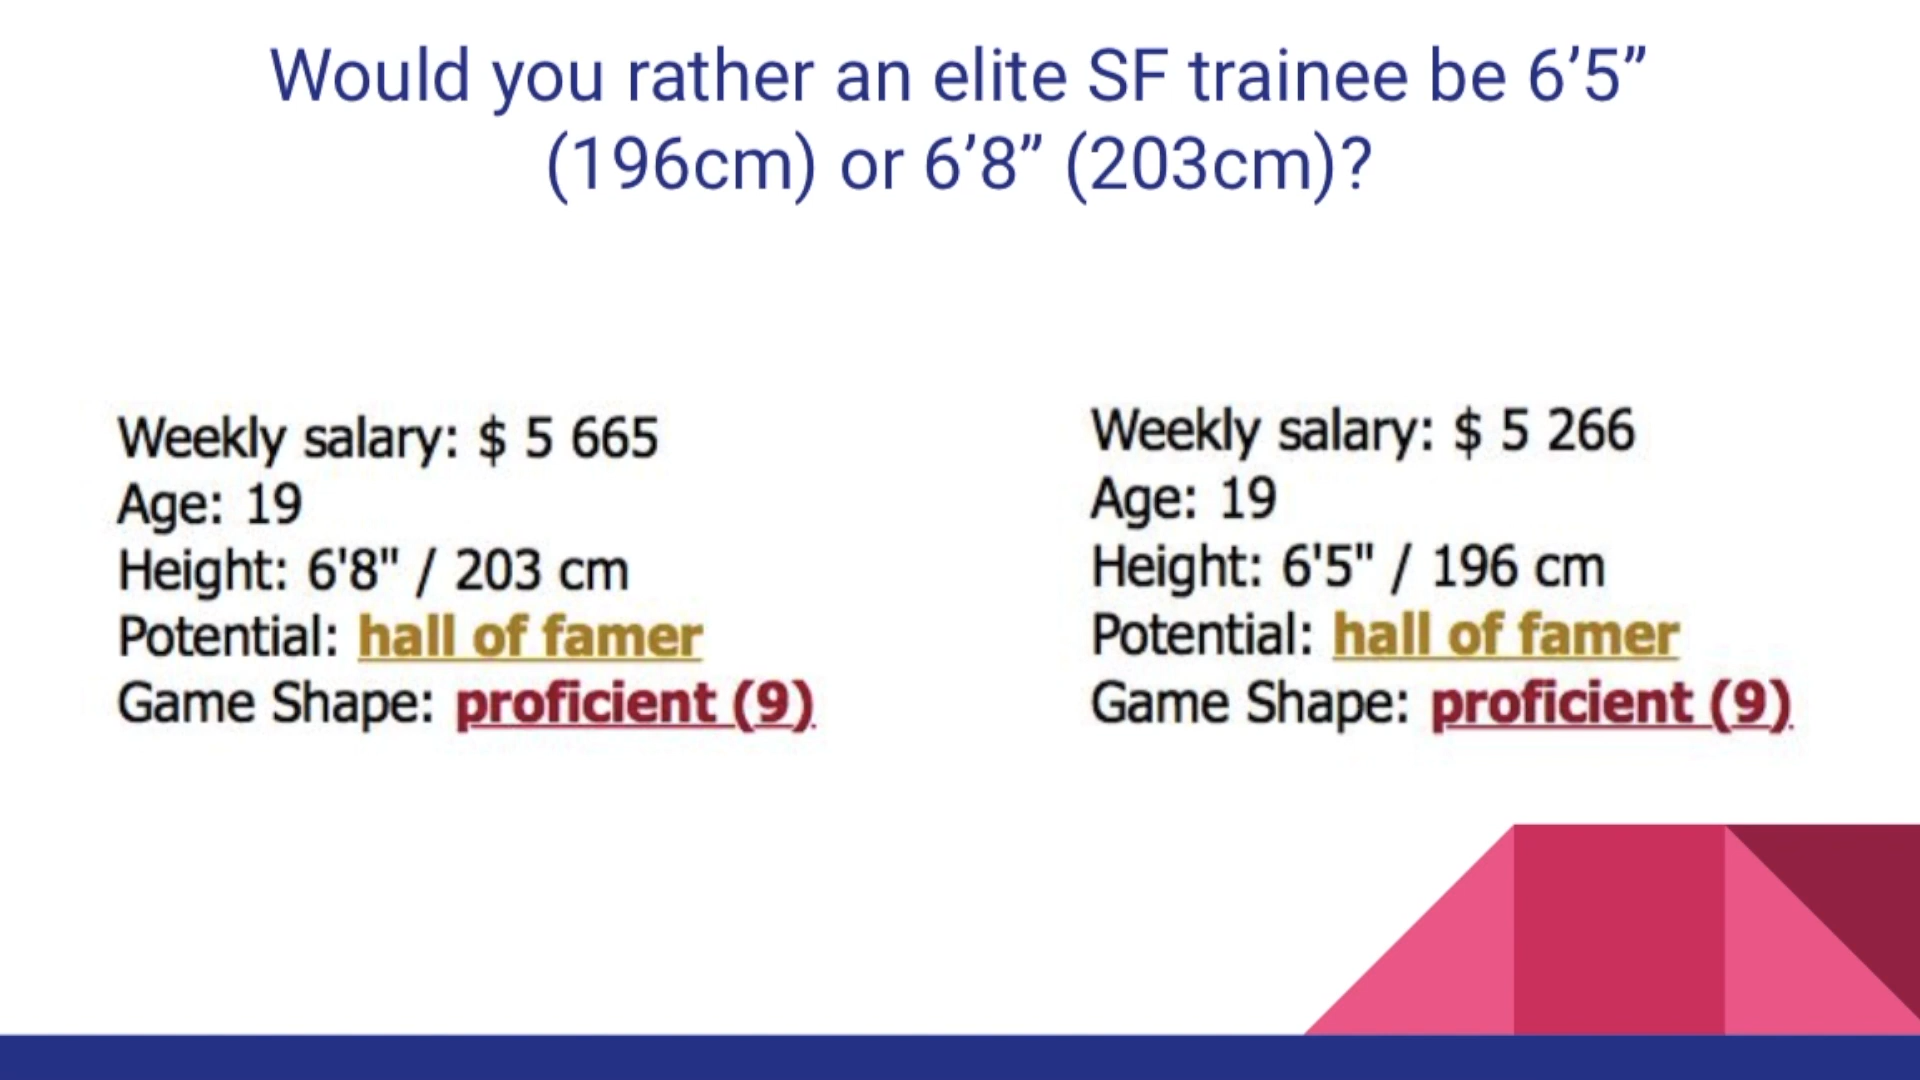 Would you rather an elite SF trainee be 6’5”
(196cm) or 6’8” (203cm)?
Weekly salary: $ 5 665
Age: 19
Height: 6'8" / 203 cm
Potential: hall of famer
Game Shape: proficient (9)
Weekly salary: $ 5 266
Age: 19
Height: 6'5" / 196 cm
Potential: hall of famer
Game Shape: proficient (9)